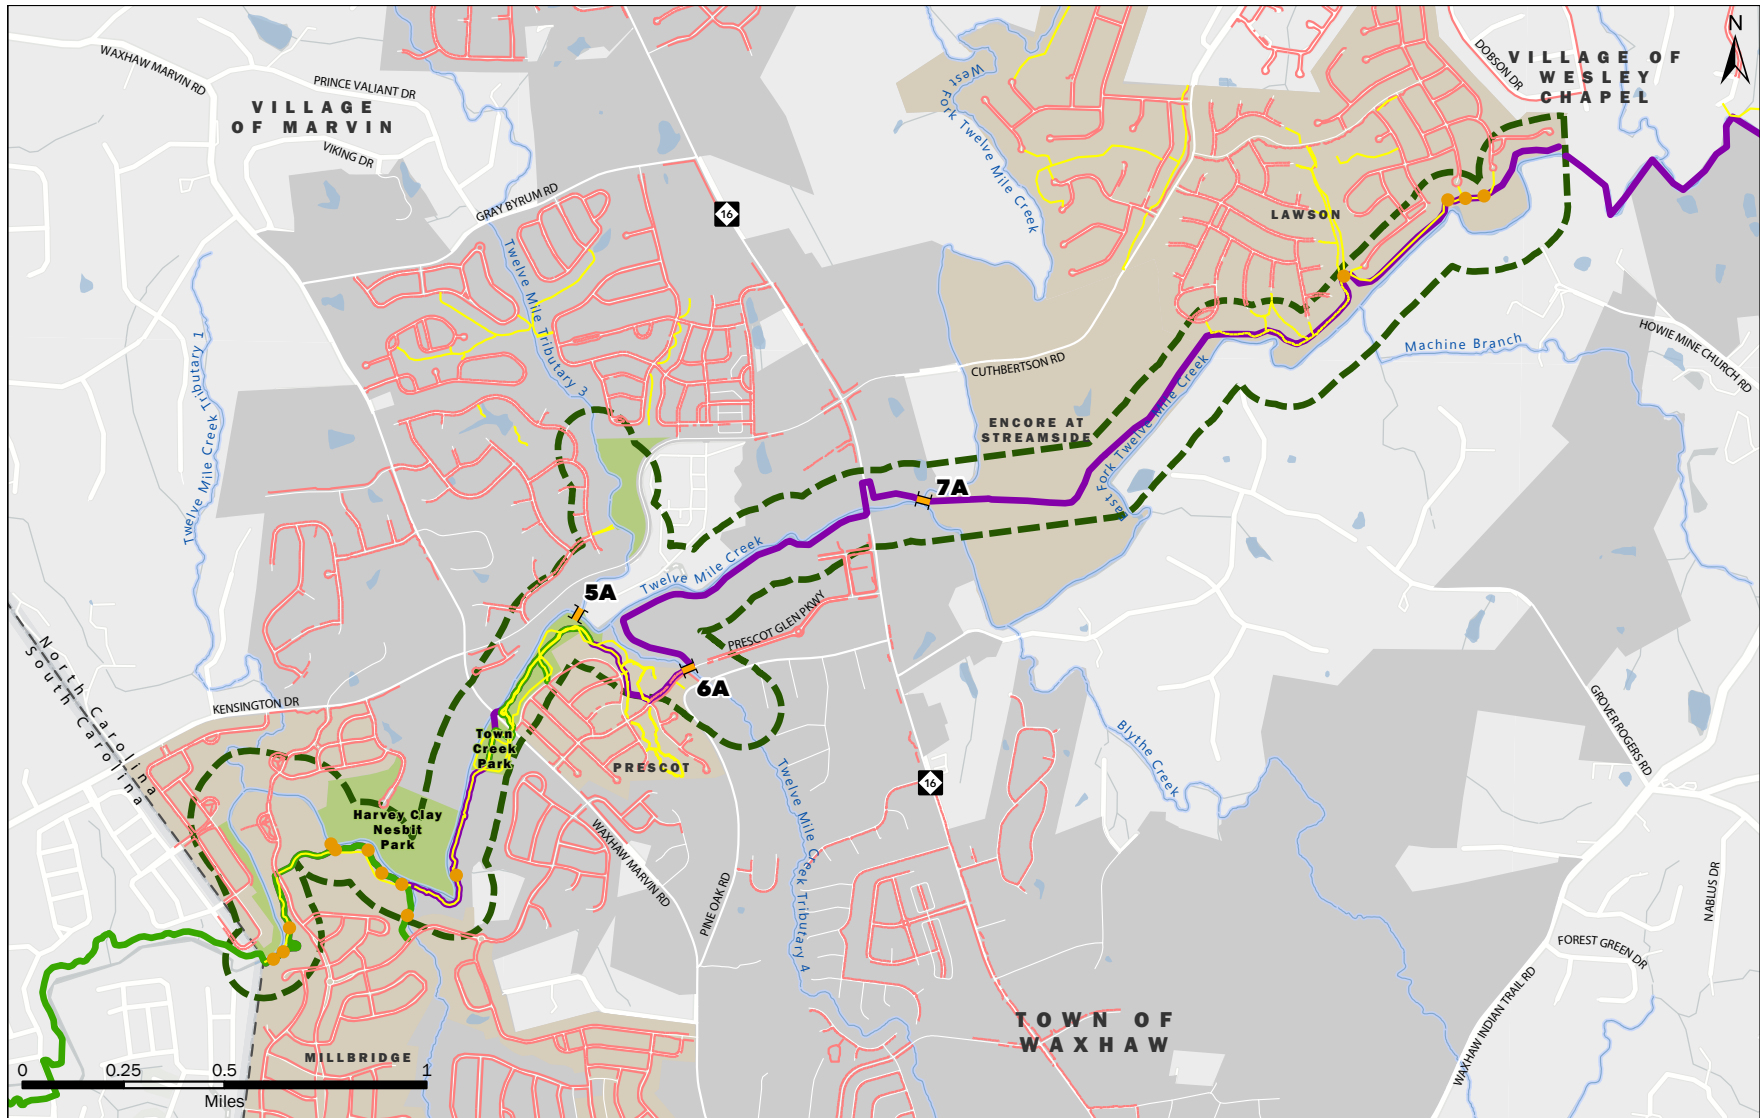 N
WAXHAW MARVIN RD
PRINCE VALIANT DR
VILLAGE
OF MARVIN
VIKING DR
GRAY BYRUM RD
16
West Fork Twelve Mile Creek
DOBSON DR
VILLAGE OF
WESLEY
CHAPEL
LAWSON
Twelve Mile Tributary 3
Twelve Mile Creek Tributary 1
CUTHBERTSON RD
Machine Branch
HOWIE MINE CHURCH RD
ENCORE AT
STREAMSIDE
East Fork Twelve Mile Creek
7A
Twelve Mile Creek
5A
PRESCOT GLEN PKWY
6A
North Carolina
South Carolina
KENSINGTON DR
Town
Creek
Park
PRESCOT
Harvey Clay
Nesbit
Park
WAXHAW MARVIN RD
PINE OAK RD
Twelve Mile Creek Tributary 4
16
Blythe Creek
GROVER ROGERS RD
NABLUS DR
FOREST GREEN DR
WAXHAW INDIAN TRAIL RD
TOWN OF
WAXHAW
MILLBRIDGE
0 0.25 0.5 1
Miles